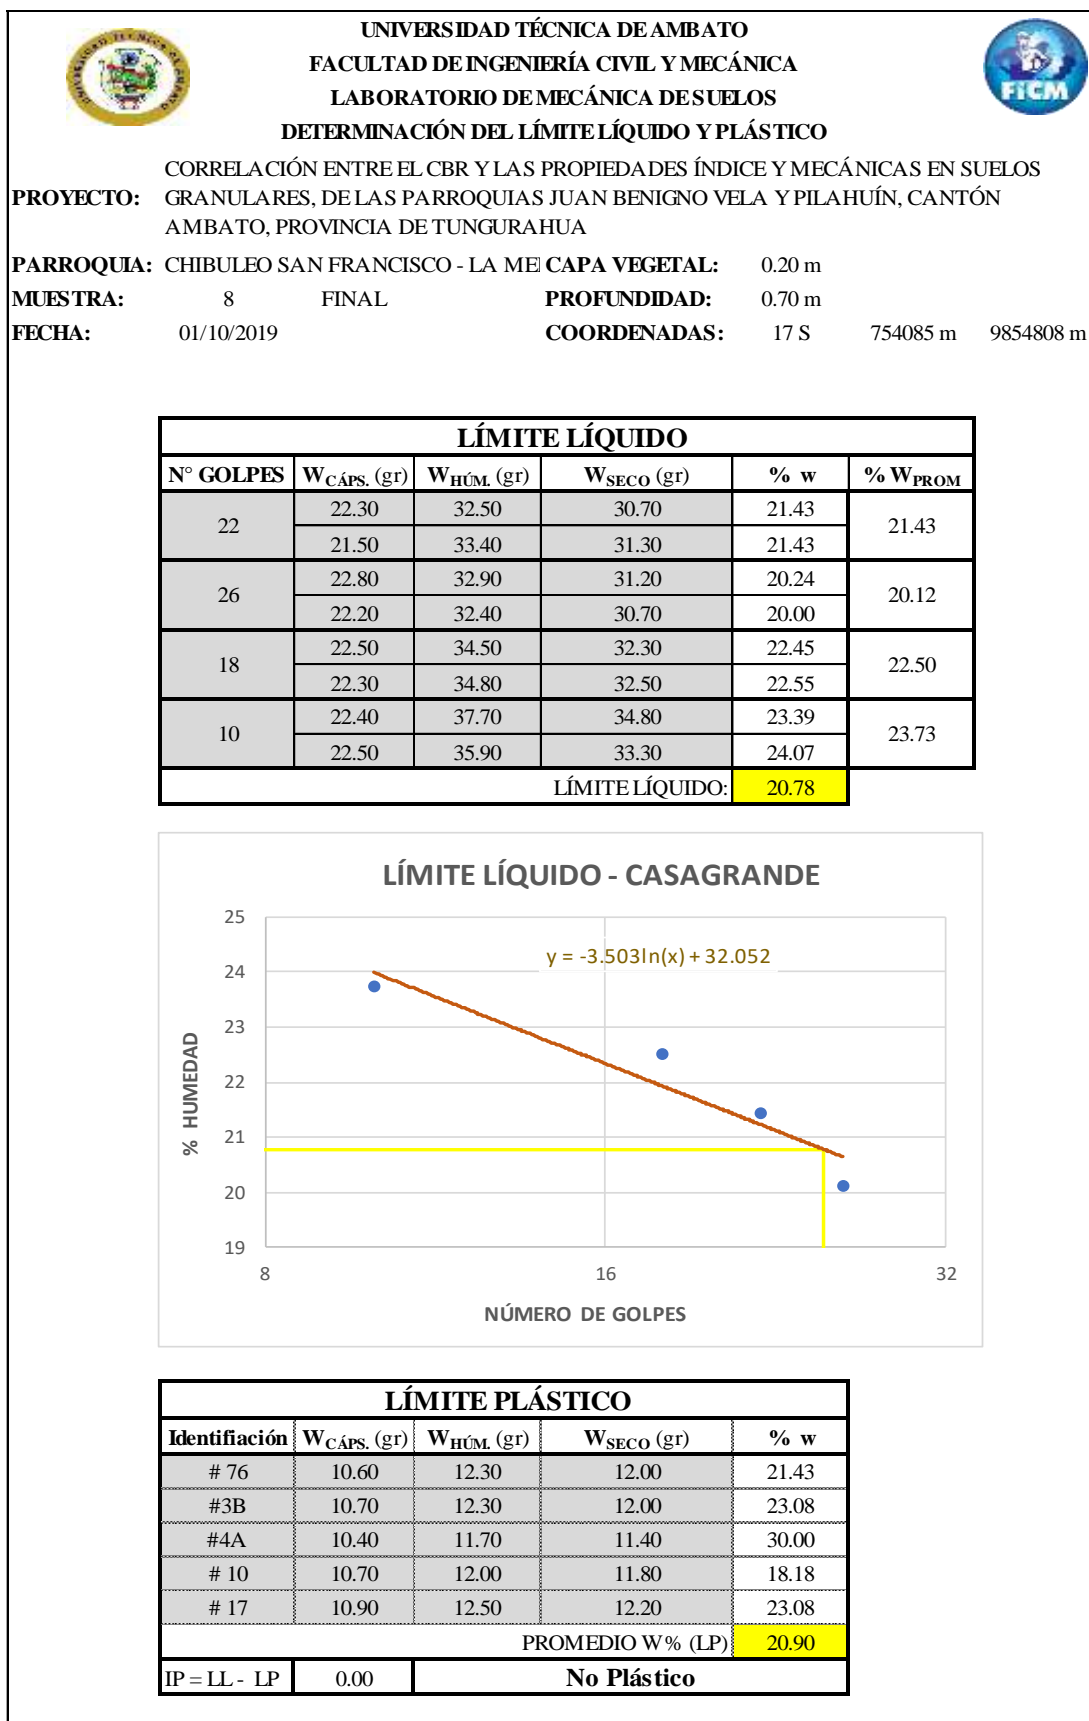 UNIVERSIDAD TÉCNICA DE AMBATO
FACULTAD DE INGENIERÍA CIVIL Y MECÁNICA
LABORATORIO DE MECÁNICA DE SUELOS
DETERMINACIÓN DEL LÍMITE LÍQUIDO Y PLÁSTICO
UNIVERSIDAD TECNICA DE AMBATO
FICM
PROYECTO: CORRELACIÓN ENTRE EL CBR Y LAS PROPIEDADES ÍNDICE Y MECÁNICAS EN SUELOS
GRANULARES, DE LAS PARROQUIAS JUAN BENIGNO VELA Y PILAHUÍN, CANTÓN
AMBATO, PROVINCIA DE TUNGURAHUA
PARROQUIA: CHIBULEO SAN FRANCISCO - LA ME CAPA VEGETAL: 0.20 m
MUESTRA: 8 FINAL PROFUNDIDAD: 0.70 m
FECHA: 01/10/2019 COORDENADAS: 17 S 754085 m 9854808 m
LÍMITE LÍQUIDO
N° GOLPES W CÁPS. (gr) W HÚM. (gr) W SECO (gr) % w % W PROM
22 22.30 32.50 30.70 21.43 21.43
21.50 33.40 31.30 21.43
26 22.80 32.90 31.20 20.24 20.12
22.20 32.40 30.70 20.00
18 22.50 34.50 32.30 22.45 22.50
22.30 34.80 32.50 22.55
10 22.40 37.70 34.80 23.39 23.73
22.50 35.90 33.30 24.07
LÍMITE LÍQUIDO: 20.78
LÍMITE LÍQUIDO - CASAGRANDE
y = -3.503ln(x) + 32.052
% HUMEDAD
25
24
23
22
21
20
19
8 16 32
NÚMERO DE GOLPES
LÍMITE PLÁSTICO
Identifiación W CÁPS. (gr) W HÚM. (gr) W SECO (gr) % w
# 76 10.60 12.30 12.00 21.43
#3B 10.70 12.30 12.00 23.08
#4A 10.40 11.70 11.40 30.00
# 10 10.70 12.00 11.80 18.18
# 17 10.90 12.50 12.20 23.08
PROMEDIO W% (LP) 20.90
IP = LL - LP 0.00 No Plástico